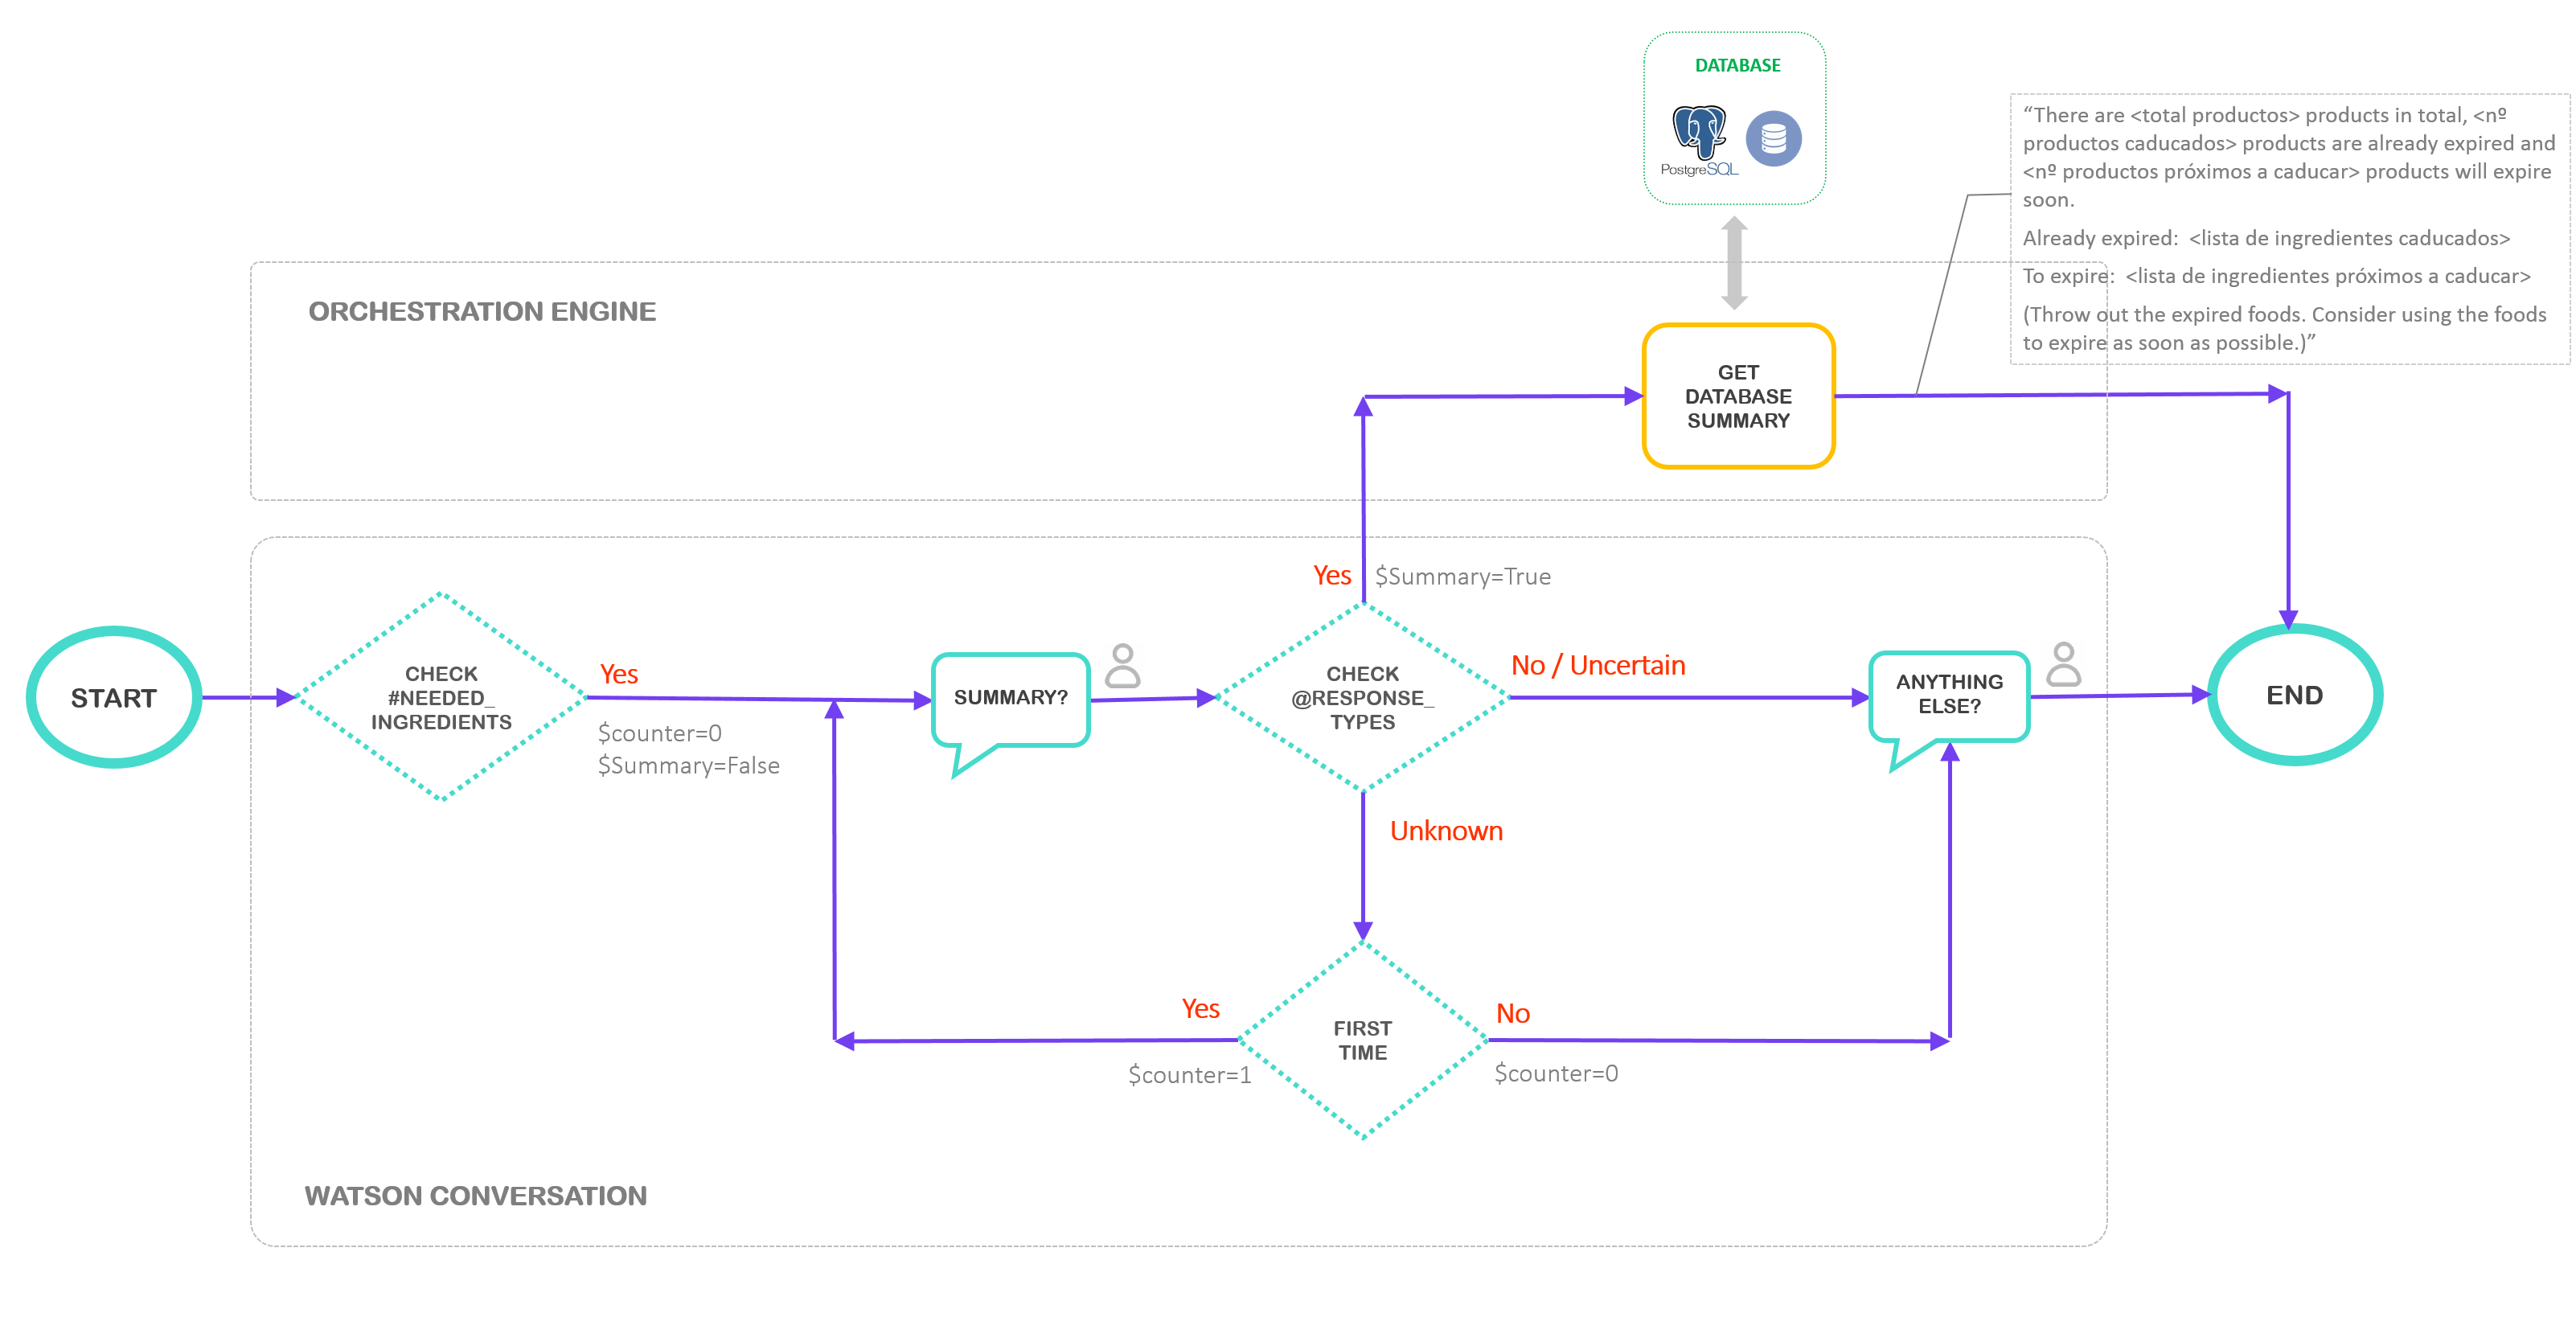 DATABASE
PostgreSQL
“There are <total productos> products in total, <nº
productos caducados> products are already expired and
<nº productos próximos a caducar> products will expire
soon.
Already expired:  <lista de ingredientes caducados>
To expire:  <lista de ingredientes próximos a caducar>
(Throw out the expired foods. Consider using the foods
to expire as soon as possible.)”
ORCHESTRATION ENGINE
GET
DATABASE
SUMMARY
Yes
$Summary=True
START
CHECK
#NEEDED_
INGREDIENTS
Yes
$counter=0
$Summary=False
SUMMARY?
CHECK
@RESPONSE_
TYPES
No / Uncertain
ANYTHING
ELSE?
END
Unknown
FIRST
TIME
Yes
$counter=1
No
$counter=0
WATSON CONVERSATION